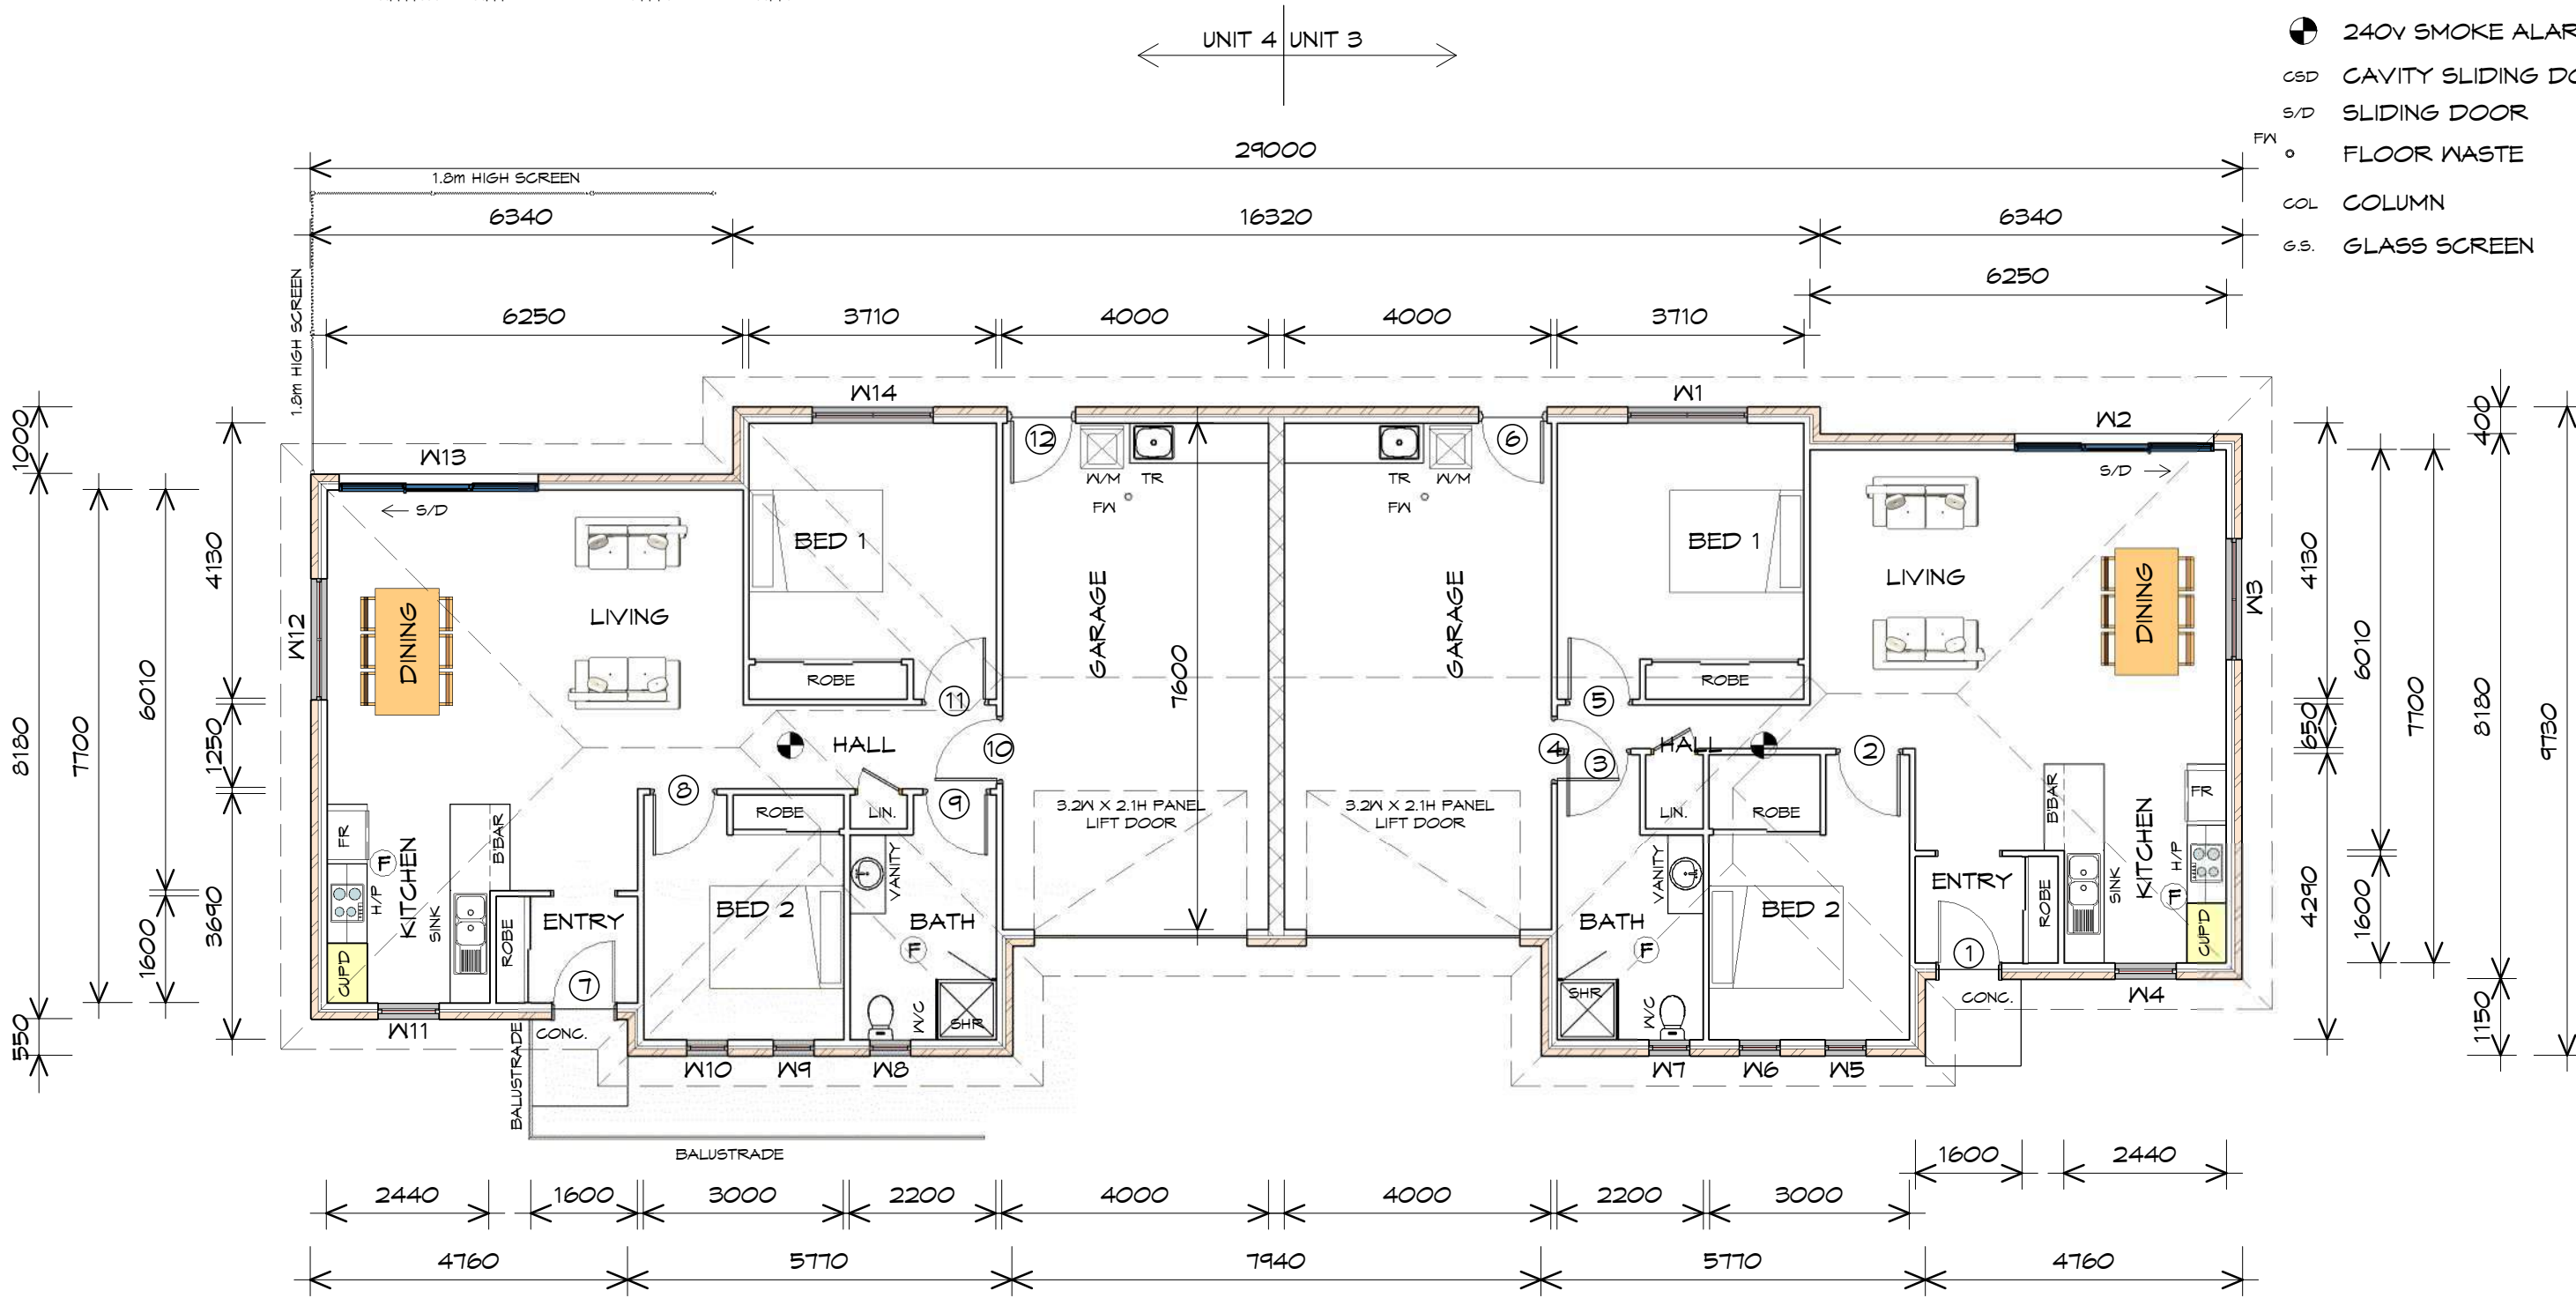 UNIT 4 UNIT 3
240v SMOKE ALAR
CSD CAVITY SLIDING DO
S/D SLIDING DOOR
FW FLOOR WASTE
COL COLUMN
G.S. GLASS SCREEN
29000
1.8m HIGH SCREEN
6340 16320 6340
6250
6250 3710 4000 4000 3710
1.8m HIGH SCREEN
W14 W1
W13 W2
1000 400
12 6
S/D S/D
W/M TR TR W/M
FW FW
BED 1 BED 1
4130 4130
LIVING LIVING
DINING DINING
W12 W3
GARAGE GARAGE
7600
6010 6010
ROBE ROBE
11 5
8180 7700 7700 8180 9730
1250 650
HALL HALL
10 4 3 2
8 9
ROBE LIN. LIN. ROBE
3.2W X 2.1H PANEL
LIFT DOOR
3.2W X 2.1H PANEL
LIFT DOOR
FR F KITCHEN B'BAR
B'BAR KITCHEN FR
H/P SINK SINK H/P F
VANITY VANITY
ENTRY ENTRY
BED 2 BED 2
BATH BATH
F F
CUP'D ROBE ROBE CUP'D
3690 4290
1600 1600
7 1
W/C SHR SHR W/C
CONC. CONC.
550 1150
W11 W4
W10 W9 W8 W7 W6 W5
BALUSTRADE
BALUSTRADE
1600 2440
2440 1600 3000 2200 4000 4000 2200 3000
4760 5770 7940 5770 4760